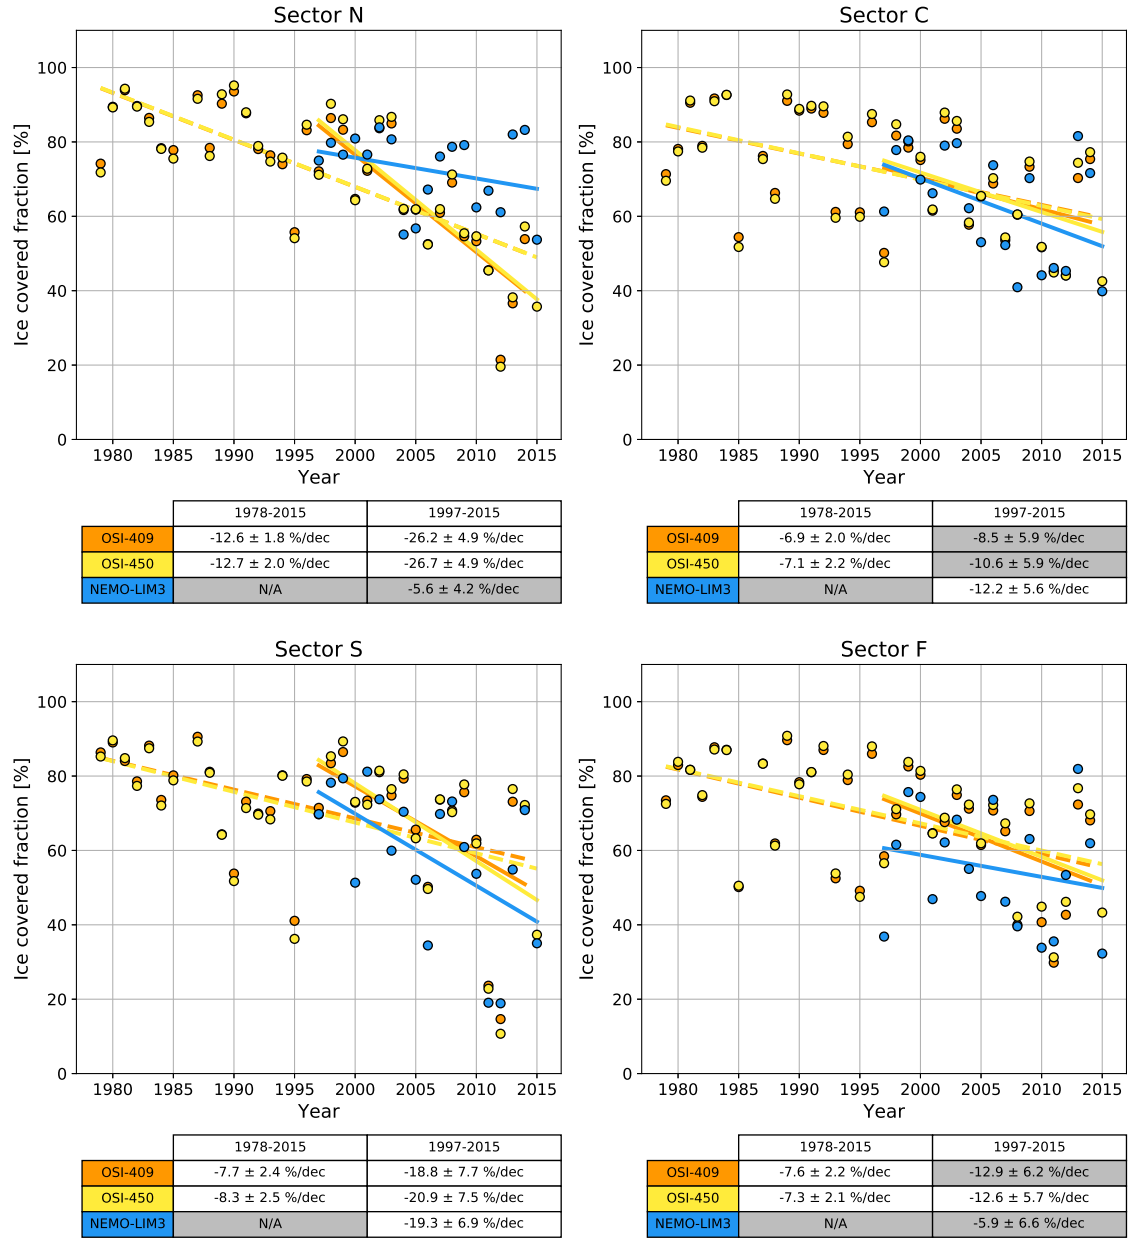 Sector N
Ice covered fraction [%]
100
80
60
40
20
0
1980 1985 1990 1995 2000 2005 2010 2015
Year
1978-2015 1997-2015
OSI-409 -12.6 ± 1.8 %/dec -26.2 ± 4.9 %/dec
OSI-450 -12.7 ± 2.0 %/dec -26.7 ± 4.9 %/dec
NEMO-LIM3 N/A -5.6 ± 4.2 %/dec
Sector C
Ice covered fraction [%]
100
80
60
40
20
0
1980 1985 1990 1995 2000 2005 2010 2015
Year
1978-2015 1997-2015
OSI-409 -6.9 ± 2.0 %/dec -8.5 ± 5.9 %/dec
OSI-450 -7.1 ± 2.2 %/dec -10.6 ± 5.9 %/dec
NEMO-LIM3 N/A -12.2 ± 5.6 %/dec
Sector S
Ice covered fraction [%]
100
80
60
40
20
0
1980 1985 1990 1995 2000 2005 2010 2015
Year
1978-2015 1997-2015
OSI-409 -7.7 ± 2.4 %/dec -18.8 ± 7.7 %/dec
OSI-450 -8.3 ± 2.5 %/dec -20.9 ± 7.5 %/dec
NEMO-LIM3 N/A -19.3 ± 6.9 %/dec
Sector F
Ice covered fraction [%]
100
80
60
40
20
0
1980 1985 1990 1995 2000 2005 2010 2015
Year
1978-2015 1997-2015
OSI-409 -7.6 ± 2.2 %/dec -12.9 ± 6.2 %/dec
OSI-450 -7.3 ± 2.1 %/dec -12.6 ± 5.7 %/dec
NEMO-LIM3 N/A -5.9 ± 6.6 %/dec